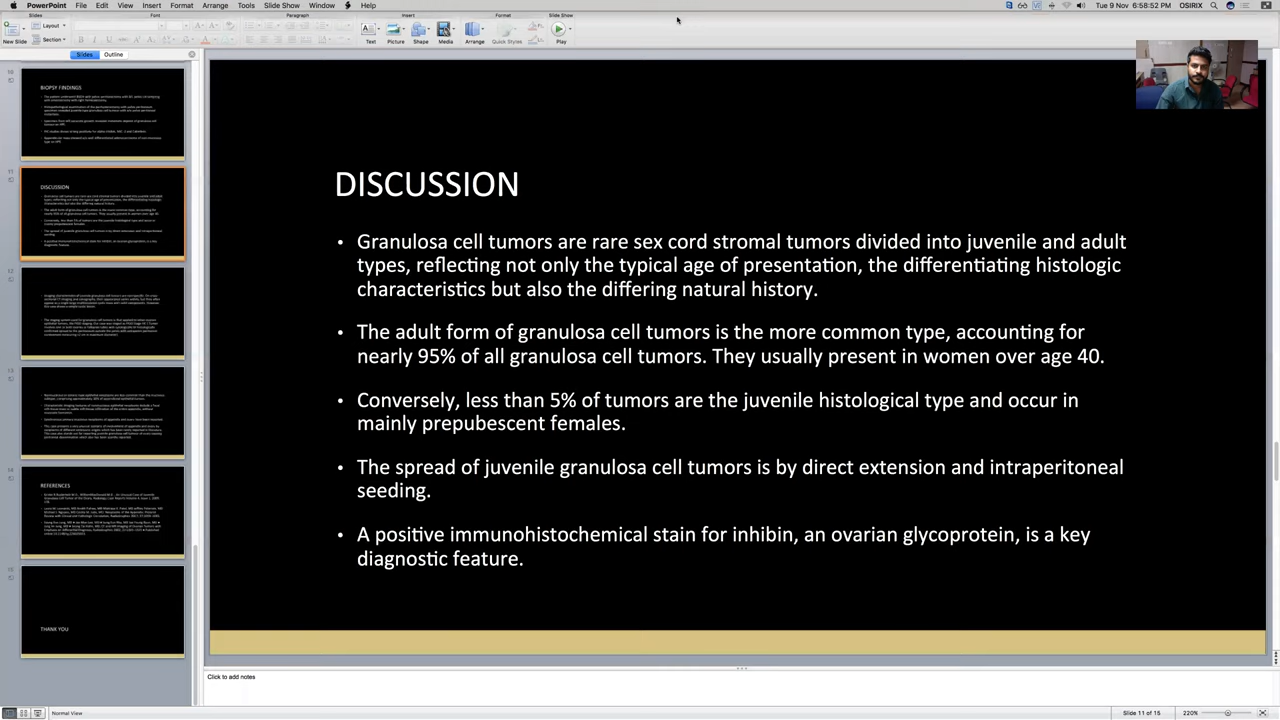 PowerPoint File Edit View Insert Format Arrange Tools Slide Show Window Help
Tue 9 Nov 6:58:52 PM OSIRIX
Font Paragraph Insert Format Slide Show
Layout
Section
New Slide
Text Picture Shape Media Arrange Quick Styles Play
Slides Outline
10
BIOPSY FINDINGS
11
DISCUSSION
12
13
14
REFERENCES
15
THANK YOU
DISCUSSION
• Granulosa cell tumors are rare sex cord stromal tumors divided into juvenile and adult
types, reflecting not only the typical age of presentation, the differentiating histologic
characteristics but also the differing natural history.
• The adult form of granulosa cell tumors is the more common type, accounting for
nearly 95% of all granulosa cell tumors. They usually present in women over age 40.
• Conversely, less than 5% of tumors are the juvenile histological type and occur in
mainly prepubertal females.
• The spread of juvenile granulosa cell tumors is by direct extension and intraperitoneal
seeding.
• A positive immunohistochemical stain for inhibin, an ovarian glycoprotein, is a key
diagnostic feature.
Click to add notes
Normal View
Slide 11 of 15
220%